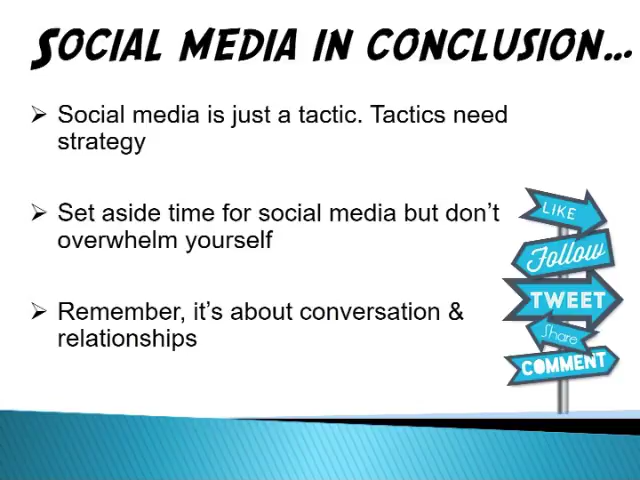 SOCIAL MEDIA IN CONCLUSION...
➢ Social media is just a tactic. Tactics need
strategy
➢ Set aside time for social media but don't
overwhelm yourself
➢ Remember, it's about conversation &
relationships
LIKE
Follow
TWEET
Share
COMMENT